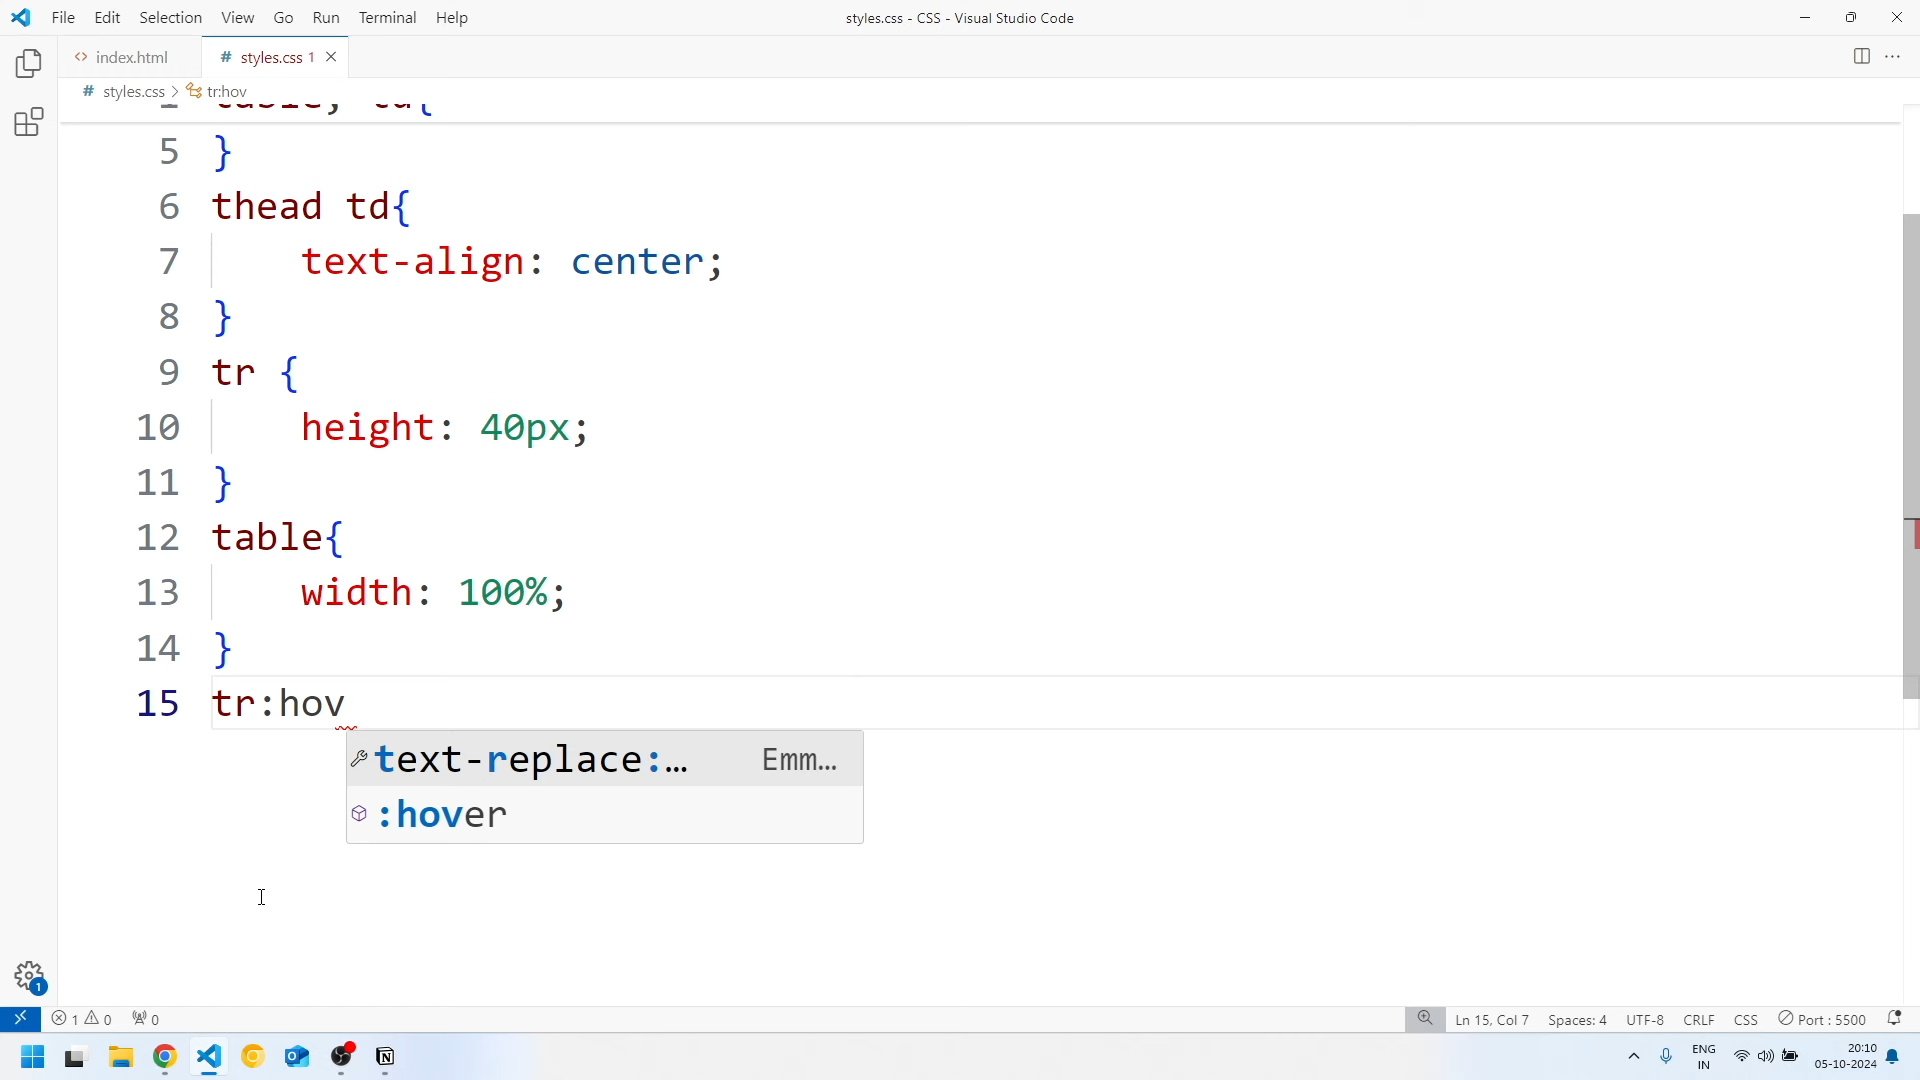 File Edit Selection View Go Run Terminal Help
styles.css - CSS - Visual Studio Code
<> index.html
# styles.css 1
# styles.css > tr:hov
5 }
6 thead td{
7 text-align: center;
8 }
9 tr {
10 height: 40px;
11 }
12 table{
13 width: 100%;
14 }
15 tr:hov
text-replace:… Emm…
:hover
1
1 0 0
Ln 15, Col 7 Spaces: 4 UTF-8 CRLF CSS Port : 5500
ENG
IN
20:10
05-10-2024